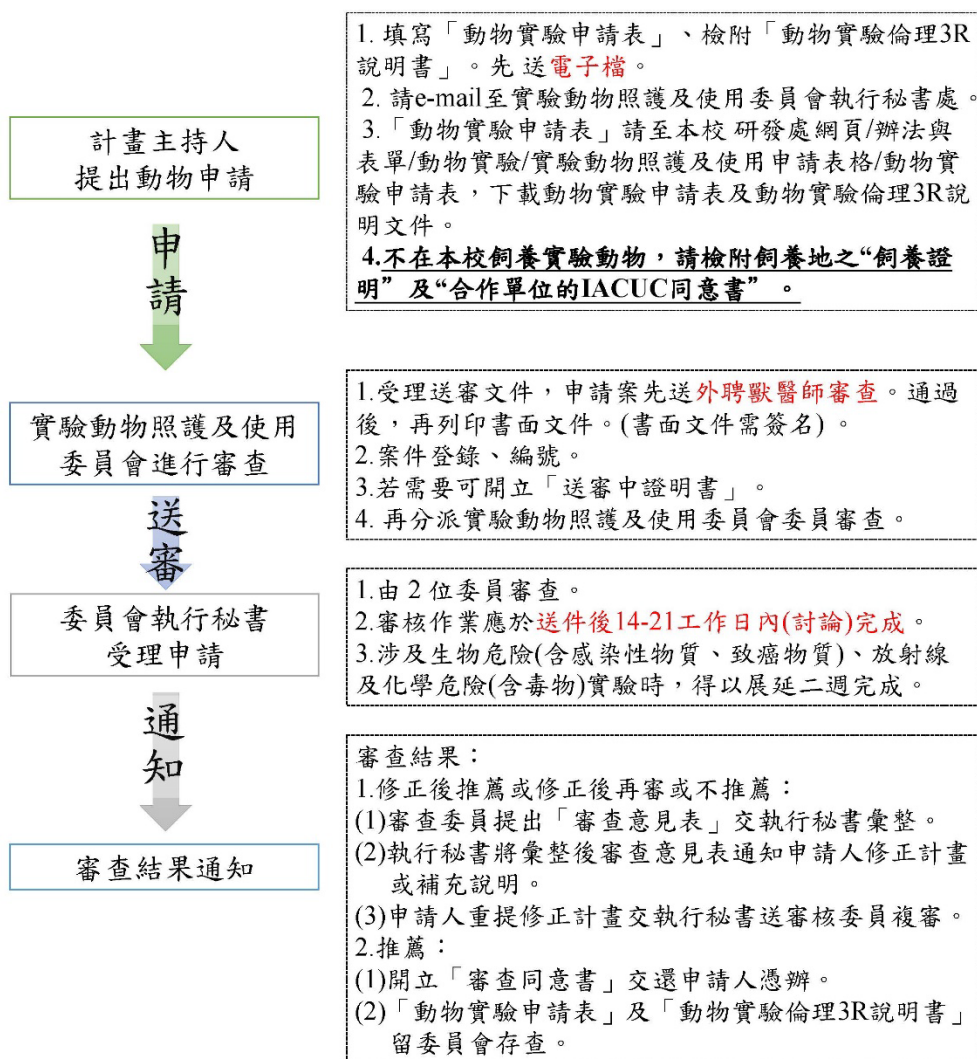 計畫主持人
提出動物申請
1. 填寫「動物實驗申請表」、檢附「動物實驗倫理3R
說明書」。先 送電子檔。
2. 請e-mail至實驗動物照護及使用委員會執行秘書處。
3.「動物實驗申請表」請至本校 研發處網頁/辦法與
表單/動物實驗/實驗動物照護及使用申請表格/動物實
驗申請表，下載動物實驗申請表及動物實驗倫理3R說
明文件。
4.不在本校飼養實驗動物，請檢附飼養地之“飼養證
明” 及“合作單位的IACUC同意書” 。
申
請
實驗動物照護及使用
委員會進行審查
1.受理送審文件，申請案先送外聘獸醫師審查。通過
後，再列印書面文件。(書面文件需簽名) 。
2.案件登錄、編號。
3.若需要可開立「送審中證明書」。
4. 再分派實驗動物照護及使用委員會委員審查。
送
審
委員會執行秘書
受理申請
1.由 2 位委員審查。
2.審核作業應於送件後14-21工作日內(討論)完成。
3.涉及生物危險(含感染性物質、致癌物質)、放射線
及化學危險(含毒物)實驗時，得以展延二週完成。
通
知
審查結果通知
審查結果：
1.修正後推薦或修正後再審或不推薦：
(1)審查委員提出「審查意見表」交執行秘書彙整。
(2)執行秘書將彙整後審查意見表通知申請人修正計畫
或補充說明。
(3)申請人重提修正計畫交執行秘書送審核委員複審。
2.推薦：
(1)開立「審查同意書」交還申請人憑辦。
(2)「動物實驗申請表」及「動物實驗倫理3R說明書」
留委員會存查。